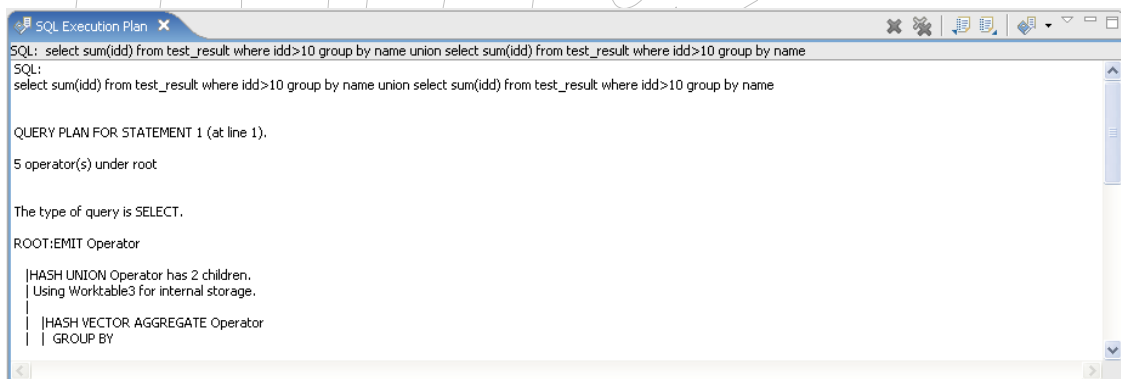 SQL Execution Plan
SQL: select sum(idd) from test_result where idd>10 group by name union select sum(idd) from test_result where idd>10 group by name
SQL:
select sum(idd) from test_result where idd>10 group by name union select sum(idd) from test_result where idd>10 group by name
QUERY PLAN FOR STATEMENT 1 (at line 1).
5 operator(s) under root
The type of query is SELECT.
ROOT:EMIT Operator
|HASH UNION Operator has 2 children.
| Using Worktable3 for internal storage.
|
| |HASH VECTOR AGGREGATE Operator
| | GROUP BY